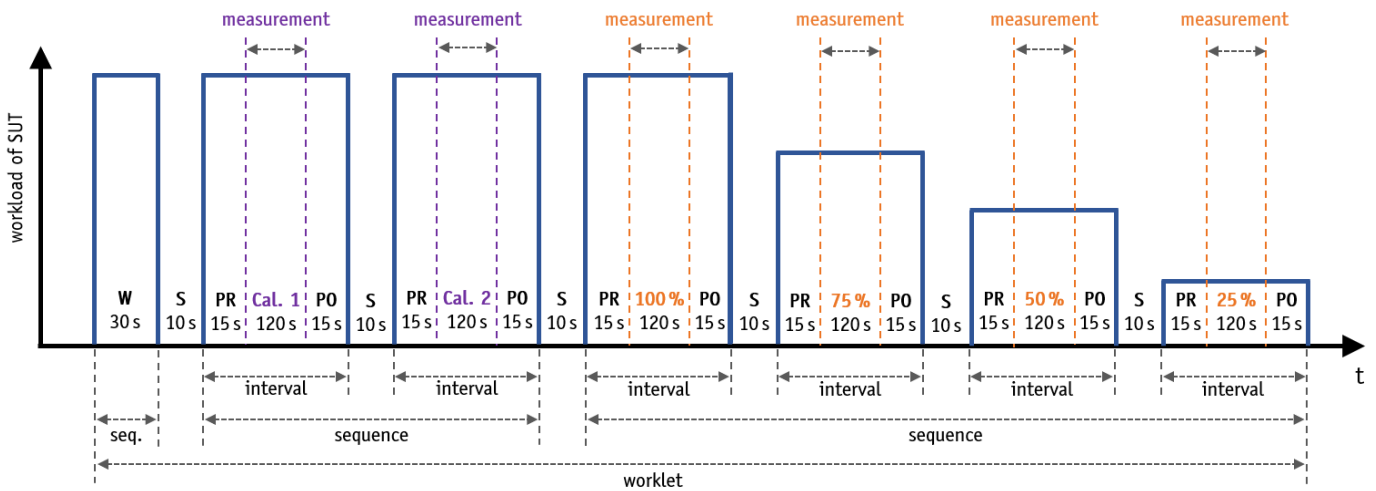 measurement measurement measurement measurement measurement measurement
workload of SUT
W S PR Cal. 1 PO S PR Cal. 2 PO S PR 100 % PO S PR 75 % PO S PR 50 % PO S PR 25 % PO
30 s 10 s 15 s 120 s 15 s 10 s 15 s 120 s 15 s 10 s 15 s 120 s 15 s 10 s 15 s 120 s 15 s 10 s 15 s 120 s 15 s 10 s 15 s 120 s 15 s
t
interval interval interval interval interval interval
seq. sequence sequence
worklet